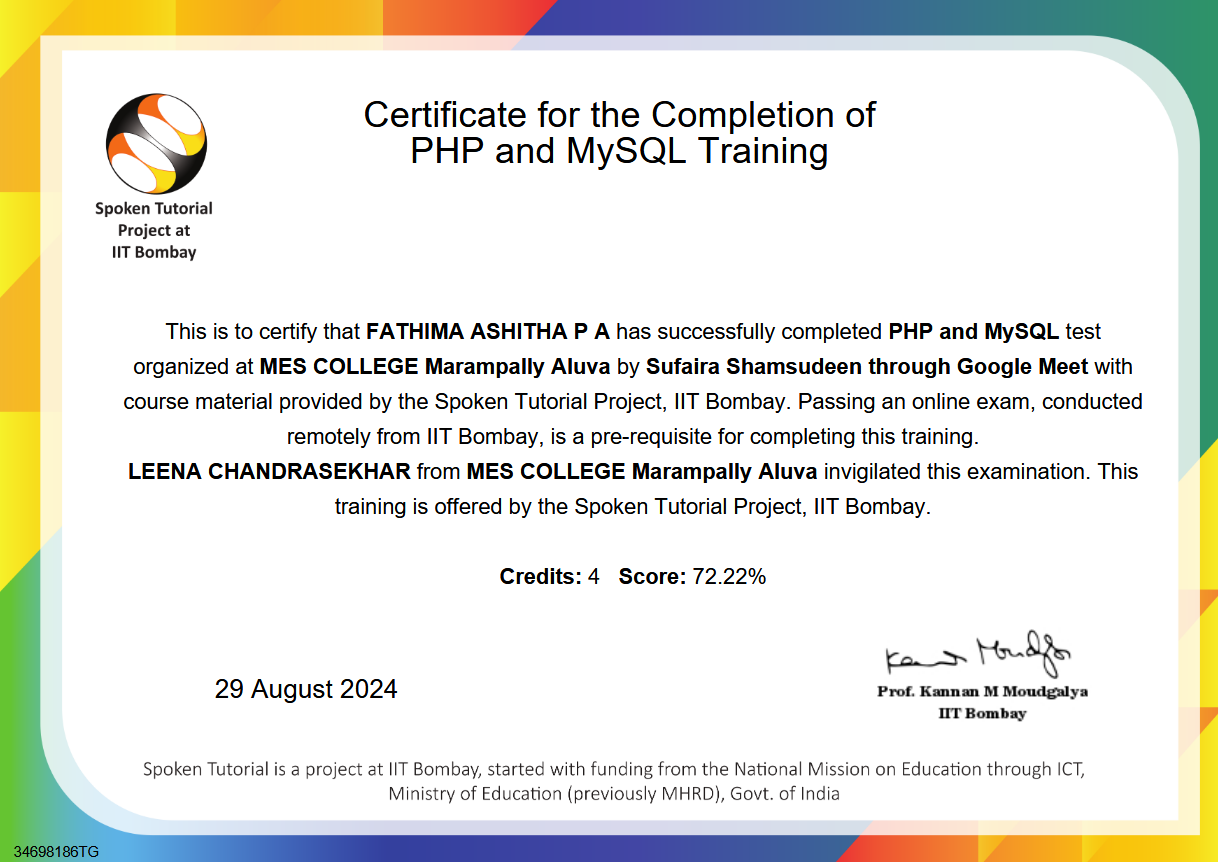 Certificate for the Completion of
PHP and MySQL Training
Spoken Tutorial
Project at
IIT Bombay
This is to certify that FATHIMA ASHITHA P A has successfully completed PHP and MySQL test
organized at MES COLLEGE Marampally Aluva by Sufaira Shamsudeen through Google Meet with
course material provided by the Spoken Tutorial Project, IIT Bombay. Passing an online exam, conducted
remotely from IIT Bombay, is a pre-requisite for completing this training.
LEENA CHANDRASEKHAR from MES COLLEGE Marampally Aluva invigilated this examination. This
training is offered by the Spoken Tutorial Project, IIT Bombay.
Credits: 4 Score: 72.22%
29 August 2024
Prof. Kannan M Moudgalya
IIT Bombay
Spoken Tutorial is a project at IIT Bombay, started with funding from the National Mission on Education through ICT,
Ministry of Education (previously MHRD), Govt. of India
34698186TG